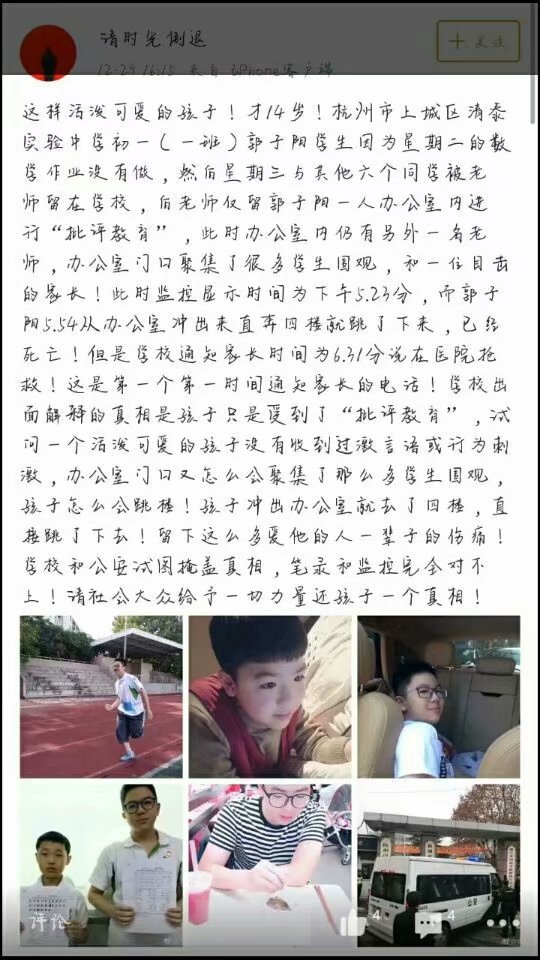 请时光倒退
+ 关注
12-29 16:15 来自 iPhone客户端
这样活泼可爱的孩子！才14岁！杭州市上城区清泰
实验中学初一（一班）郭子阳学生因为星期二的数
学作业没有做，然后星期三与其他六个同学被老
师留在学校，后老师仅留郭子阳一人办公室内进
行“批评教育”，此时办公室内仍有另外一名老
师，办公室门口聚集了很多学生围观，和一位目击
的家长！此时监控显示时间为下午5.23分，而郭子
阳5.54从办公室冲出来直奔四楼就跳了下来，已经
死亡！但是学校通知家长时间为6.31分说在医院抢
救！这是第一个第一时间通知家长的电话！学校出
面解释的真相是孩子只是受到了“批评教育”，试
问一个活泼可爱的孩子没有收到过激言语或行为刺
激，办公室门口又怎么会聚集了那么多学生围观，
孩子怎么会跳楼！孩子冲出办公室就去了四楼，直
接跳了下去！留下这么多爱他的人一辈子的伤痛！
学校和公安试图掩盖真相，笔录和监控完全对不
上！请社会大众给予一切力量还孩子一个真相！
公安
评论
4
4